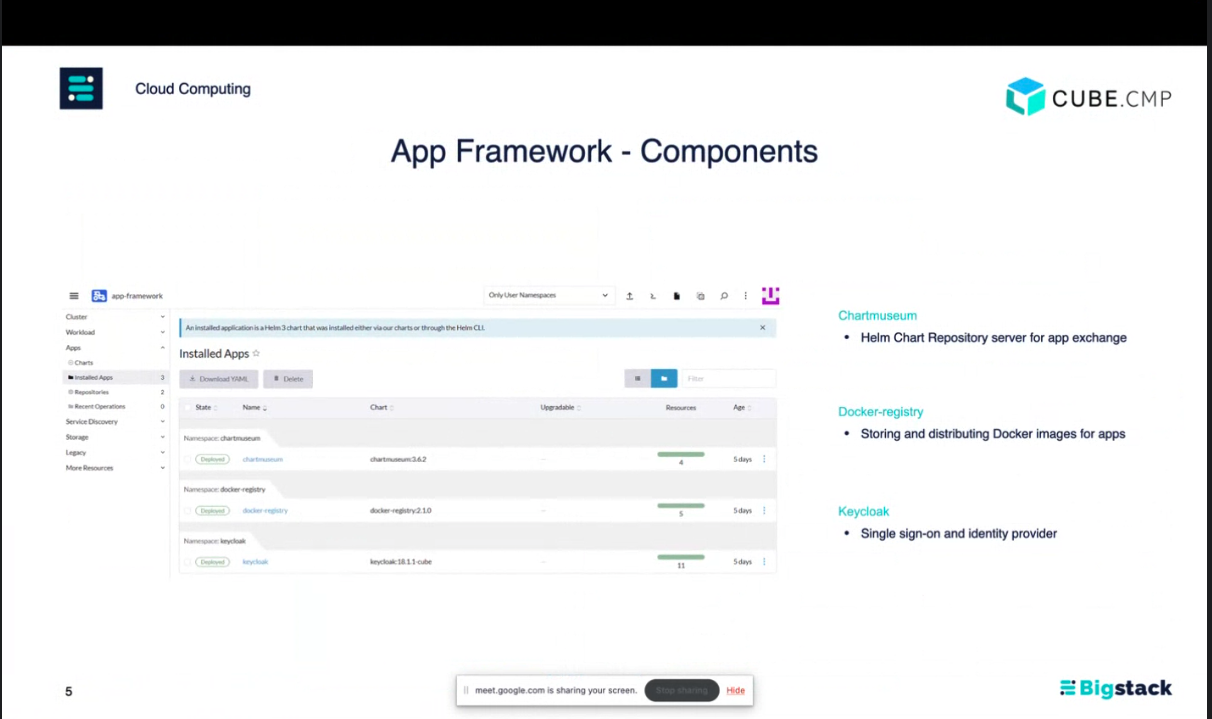 Cloud Computing
CUBE.CMP
App Framework - Components
app-framework
Only User Namespaces
Cluster
Workload
Apps
Charts
Installed Apps 3
Repositories 2
Recent Operations 0
Service Discovery
Storage
Legacy
More Resources
An installed application is a Helm 3 chart that was installed either via our charts or through the Helm CLI.
Installed Apps
Download YAML Delete
Filter
State Name Chart Upgradable Resources Age
Namespace: chartmuseum
Deployed chartmuseum chartmuseum:3.6.2 — 4 5 days
Namespace: docker-registry
Deployed docker-registry docker-registry:2.1.0 — 5 5 days
Namespace: keycloak
Deployed keycloak keycloak:18.1.1-cube — 11 5 days
Chartmuseum
• Helm Chart Repository server for app exchange
Docker-registry
• Storing and distributing Docker images for apps
Keycloak
• Single sign-on and identity provider
5
meet.google.com is sharing your screen. Stop sharing Hide
Bigstack